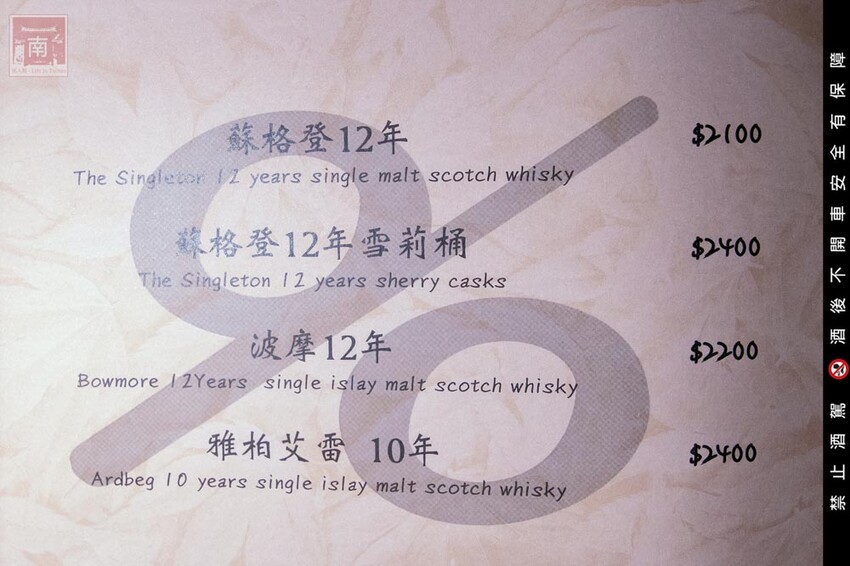 南
蘇格登12年
$2100
The Singleton 12 years single malt scotch whisky
蘇格登12年雪莉桶
$2400
The Singleton 12 years sherry casks
波摩12年
$2200
Bowmore 12Years single islay malt scotch whisky
雅柏艾雷 10年
$2400
Ardbeg 10 years single islay malt scotch whisky
%
禁止酒駕 酒後不開車安全有保障